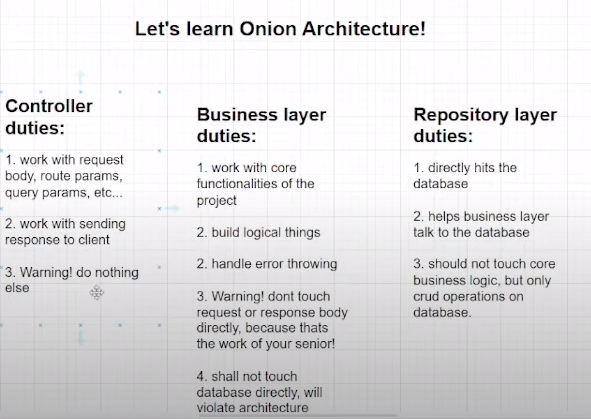 Let's learn Onion Architecture!
Controller
duties:
1. work with request
body, route params,
query params, etc...
2. work with sending
response to client
3. Warning! do nothing
else
Business layer
duties:
1. work with core
functionalities of the
project
2. build logical things
2. handle error throwing
3. Warning! dont touch
request or response body
directly, because thats
the work of your senior!
4. shall not touch
database directly, will
violate architecture
Repository layer
duties:
1. directly hits the
database
2. helps business layer
talk to the database
3. should not touch core
business logic, but only
crud operations on
database.